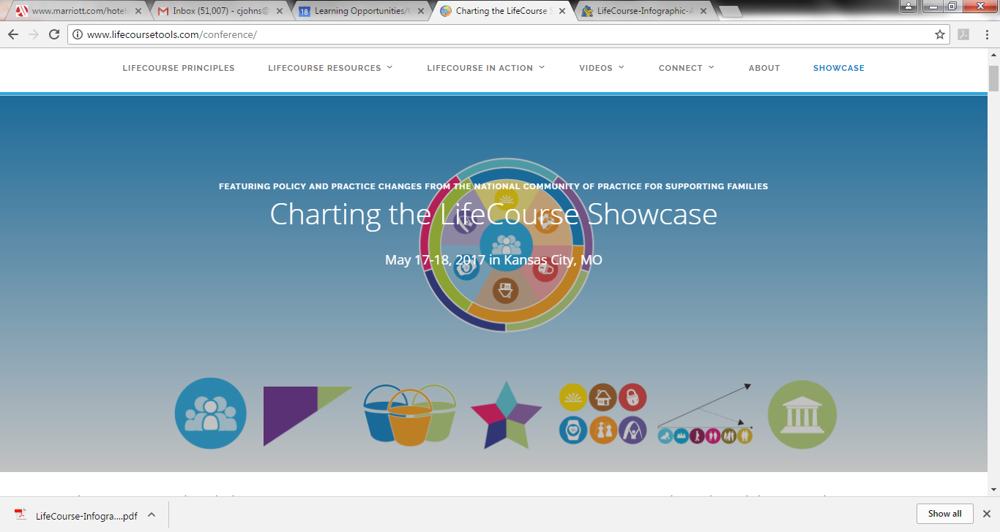 www.marriott.com/hotels
Inbox (51,007) - cjohns@
18 Learning Opportunities/
Charting the LifeCourse
LifeCourse-Infographic-
www.lifecoursetools.com/conference/
LIFECOURSE PRINCIPLES LIFECOURSE RESOURCES LIFECOURSE IN ACTION VIDEOS CONNECT ABOUT SHOWCASE
FEATURING POLICY AND PRACTICE CHANGES FROM THE NATIONAL COMMUNITY OF PRACTICE FOR SUPPORTING FAMILIES
Charting the LifeCourse Showcase
May 17-18, 2017 in Kansas City, MO
LifeCourse-Infogra....pdf
Show all